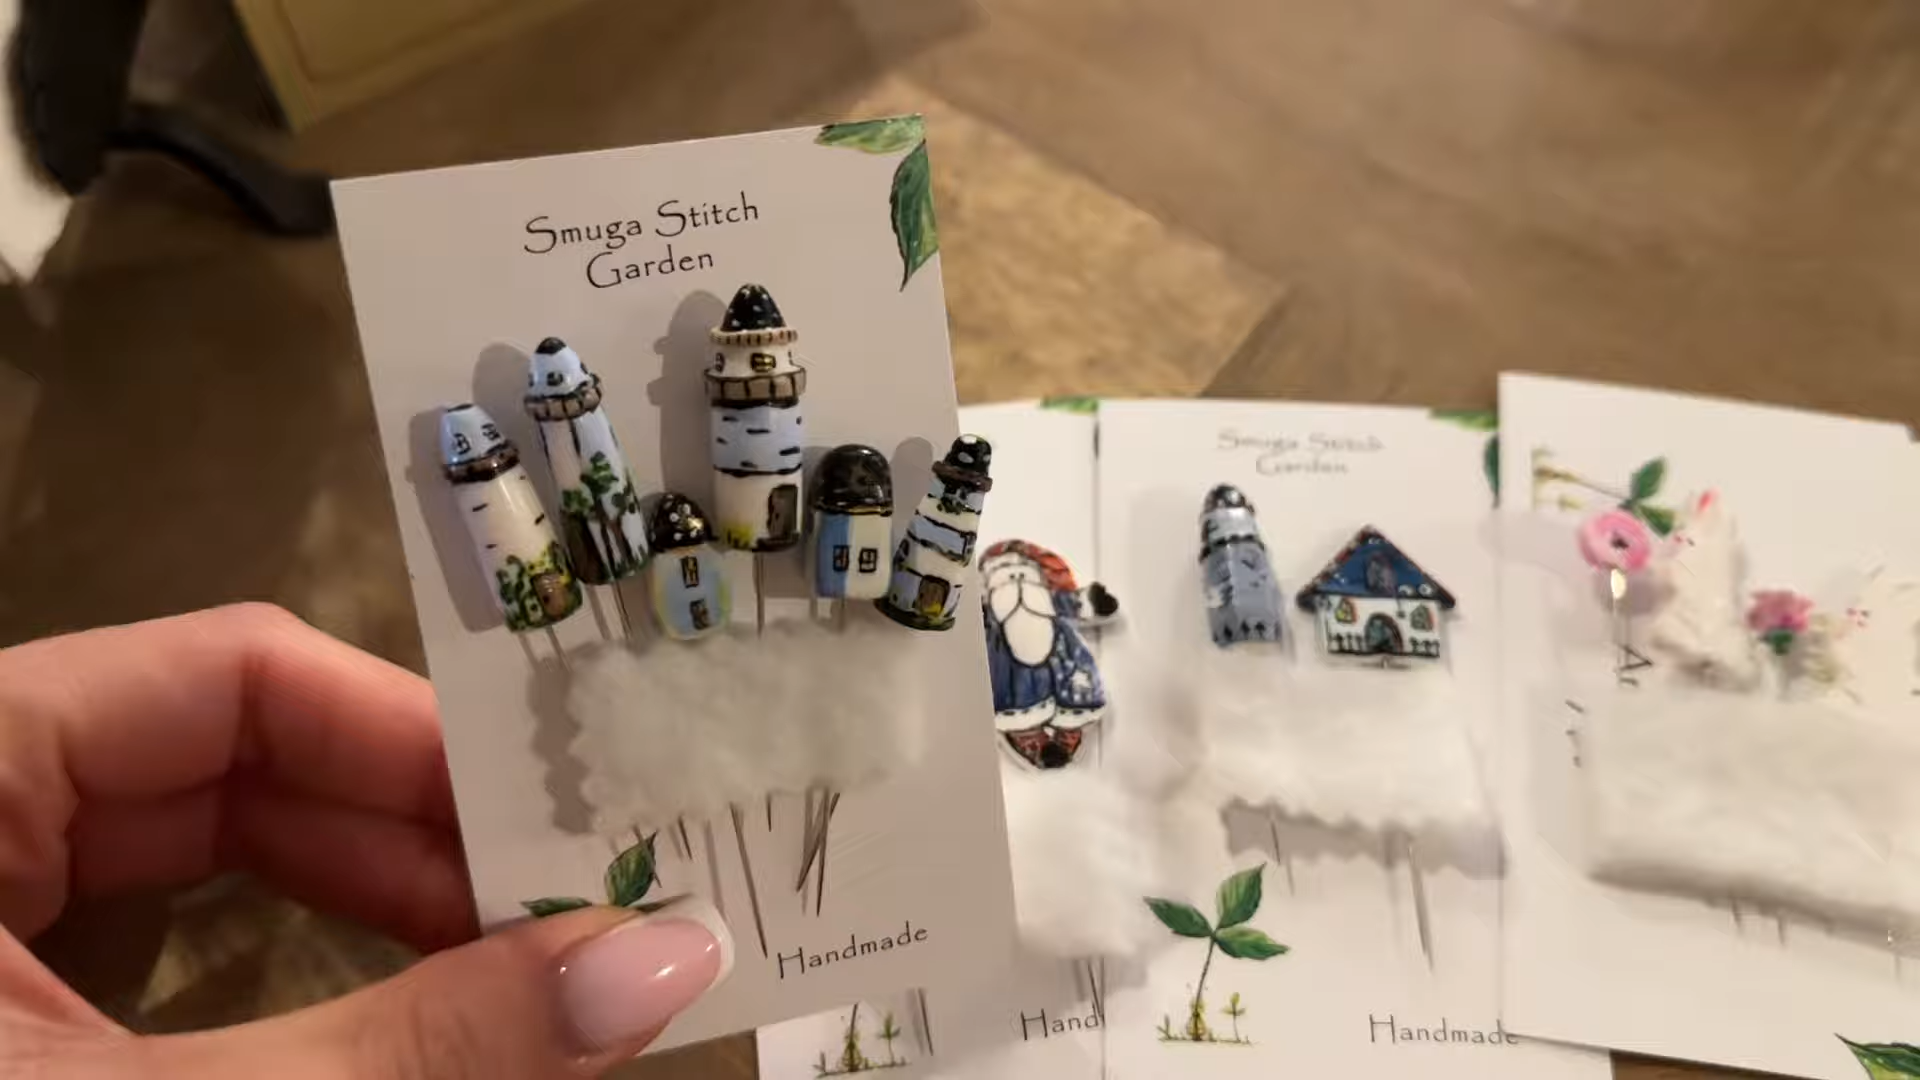 Smuga Stitch
Garden
Handmade
Smuga Stitch
Garden
Hand
Handmade